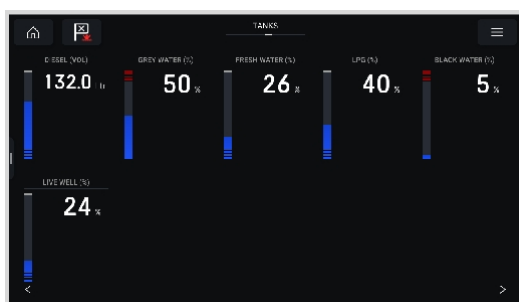 TANKS
DIESEL (VOL)
132.0
GREY WATER (%)
50 %
FRESH WATER (%)
26 %
LPG (%)
40 %
BLACK WATER (%)
5 %
LIVE WELL (%)
24 %